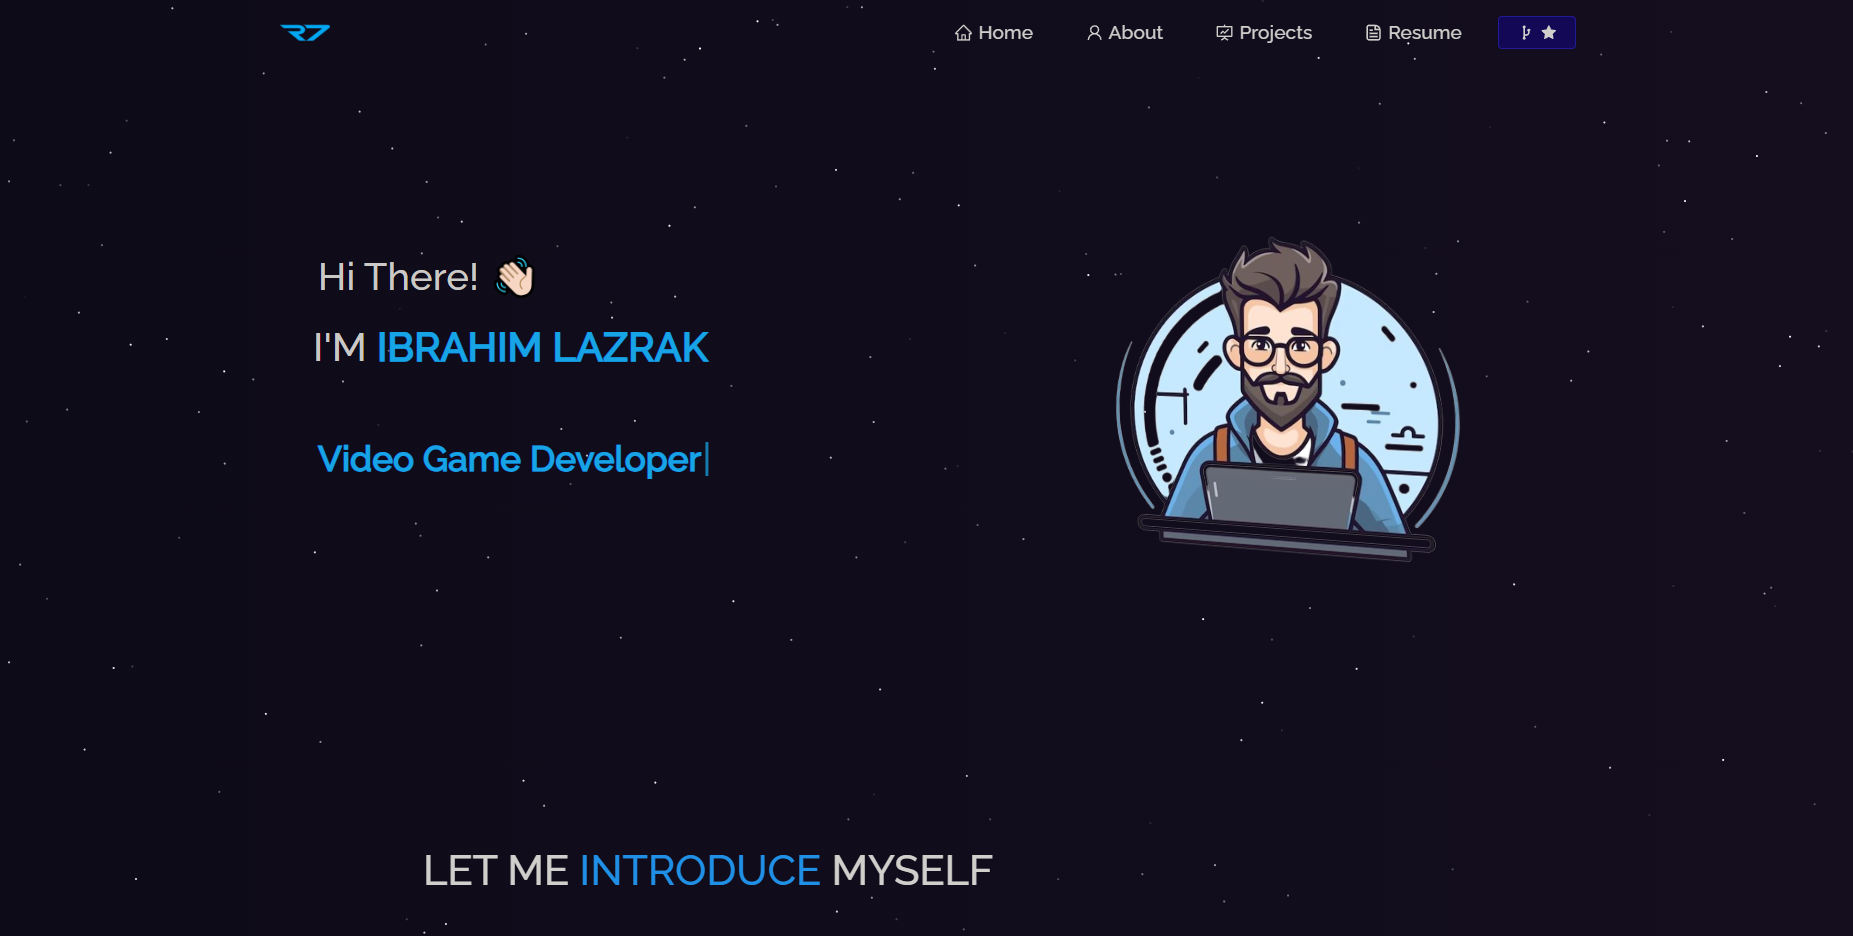 Home
About
Projects
Resume
Hi There! 👋🏻
I'M IBRAHIM LAZRAK
Video Game Developer|
LET ME INTRODUCE MYSELF